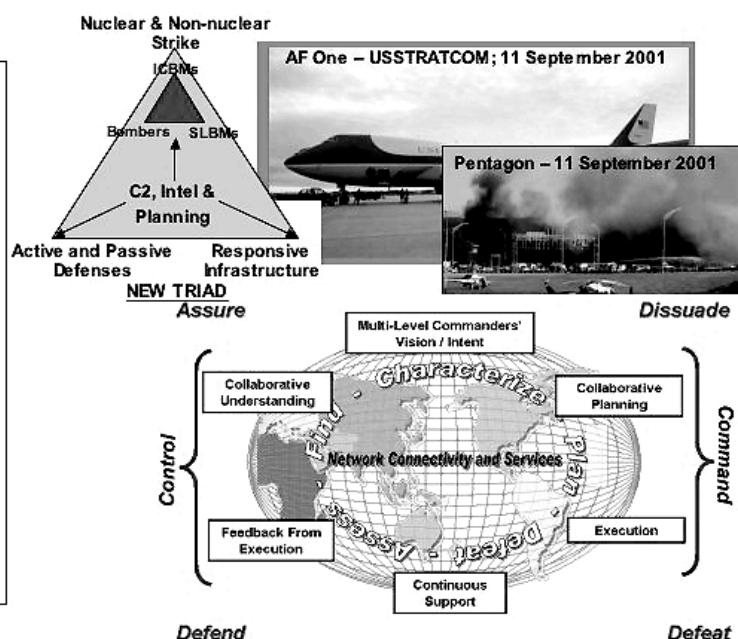 Nuclear & Non-nuclear
Strike
ICBMs
Bombers SLBMs
C2, Intel &
Planning
Active and Passive
Defenses
Responsive
Infrastructure
NEW TRIAD
AF One – USSTRATCOM; 11 September 2001
Pentagon – 11 September 2001
Assure
Dissuade
Multi-Level Commanders'
Vision / Intent
Collaborative
Understanding
Collaborative
Planning
Find - Characterize - Plan - Defeat - Assess
Network Connectivity and Services
Control
Command
Feedback From
Execution
Execution
Continuous
Support
Defend
Defeat